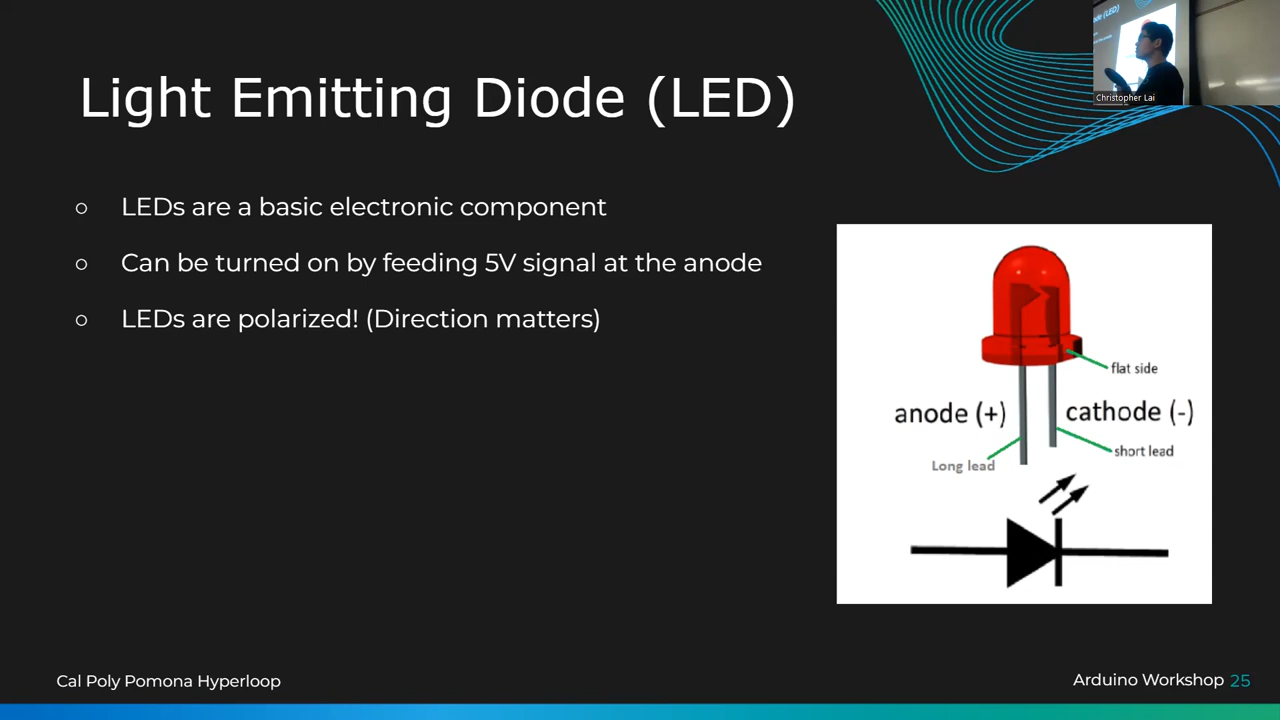 Light Emitting Diode (LED)
Christopher Lai
○ LEDs are a basic electronic component
○ Can be turned on by feeding 5V signal at the anode
○ LEDs are polarized! (Direction matters)
flat side
anode (+)
cathode (-)
Long lead
short lead
Cal Poly Pomona Hyperloop
Arduino Workshop 25